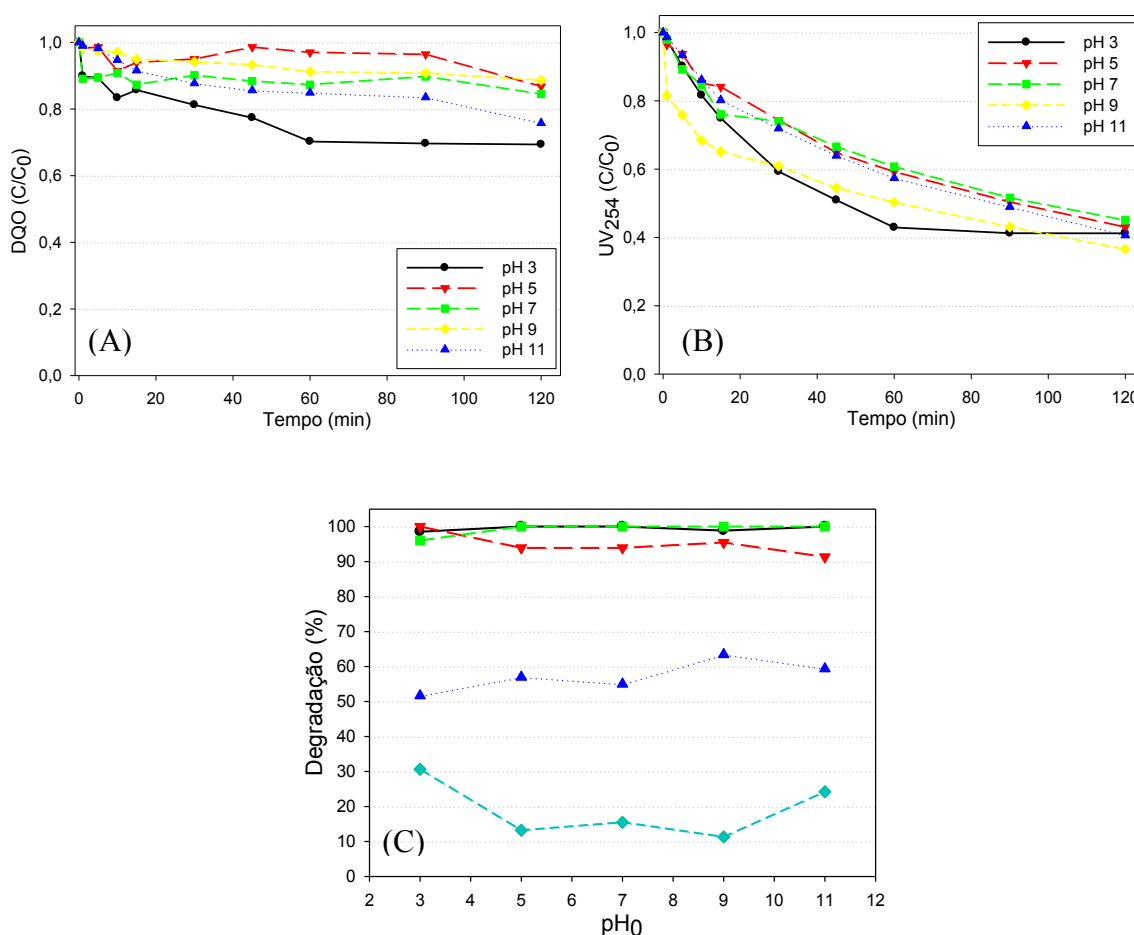 DQO (C/C0)
1,0
0,8
0,6
0,4
0,2
0,0
pH 3
pH 5
pH 7
pH 9
pH 11
(A)
0 20 40 60 80 100 120
Tempo (min)
UV254 (C/C0)
1,0
0,8
0,6
0,4
0,2
0,0
pH 3
pH 5
pH 7
pH 9
pH 11
(B)
0 20 40 60 80 100 120
Tempo (min)
Degradação (%)
100
90
80
70
60
50
40
30
20
10
0
(C)
2 3 4 5 6 7 8 9 10 11 12
pH0